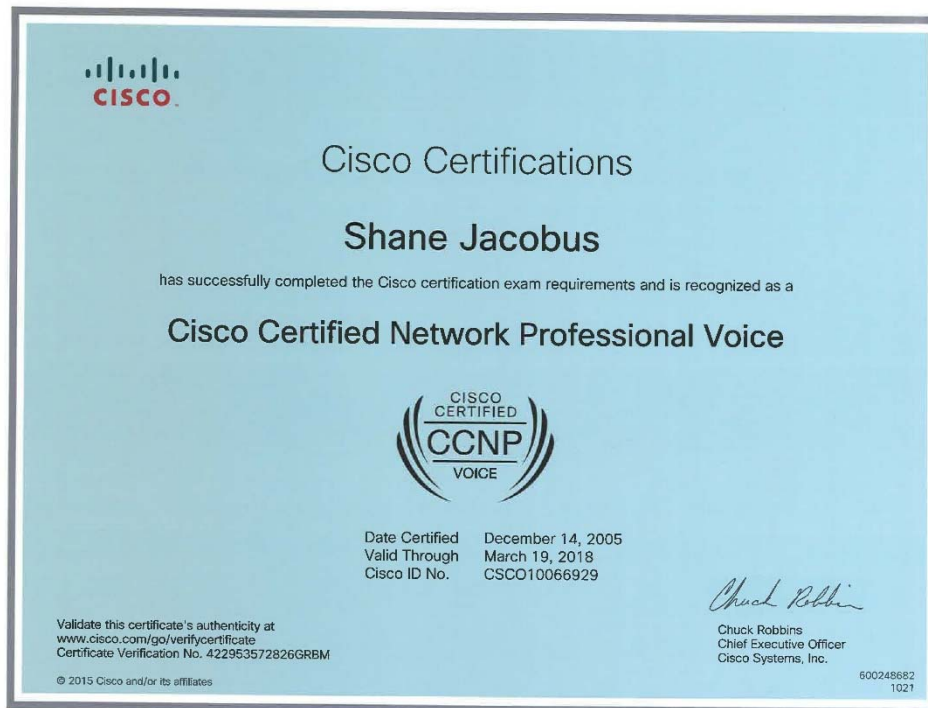 CISCO
Cisco Certifications
Shane Jacobus
has successfully completed the Cisco certification exam requirements and is recognized as a
Cisco Certified Network Professional Voice
CISCO
CERTIFIED
CCNP
VOICE
Date Certified December 14, 2005
Valid Through March 19, 2018
Cisco ID No. CSCO10066929
Chuck Robbins
Validate this certificate's authenticity at
www.cisco.com/go/verifycertificate
Certificate Verification No. 422953572826GRBM
© 2015 Cisco and/or its affiliates
Chuck Robbins
Chief Executive Officer
Cisco Systems, Inc.
600248682
1021